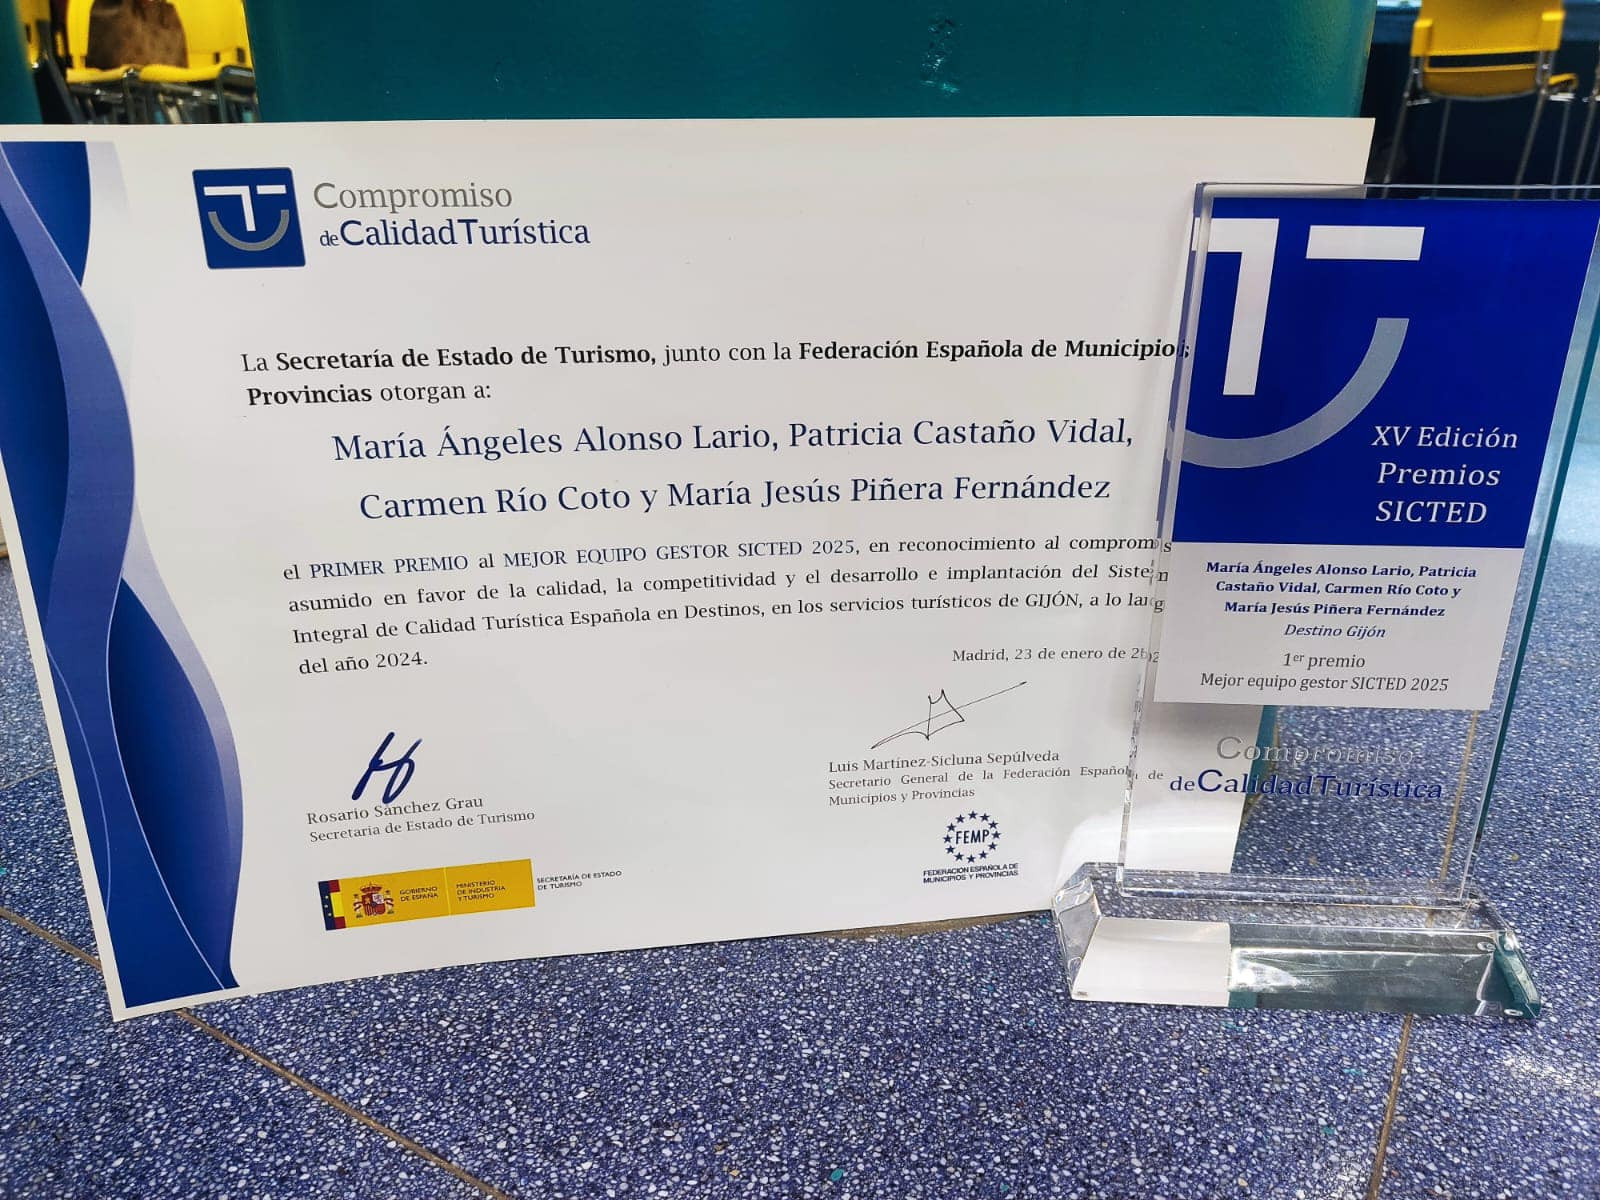 Compromiso
de Calidad Turística
La Secretaría de Estado de Turismo, junto con la Federación Española de Municipios
Provincias otorgan a:
María Ángeles Alonso Lario, Patricia Castaño Vidal,
Carmen Río Coto y María Jesús Piñera Fernández
el PRIMER PREMIO al MEJOR EQUIPO GESTOR SICTED 2025, en reconocimiento al compromis
asumido en favor de la calidad, la competitividad y el desarrollo e implantación del Sistem
Integral de Calidad Turística Española en Destinos, en los servicios turísticos de GIJÓN, a lo larg
del año 2024.
Madrid, 23 de enero de
Rosario Sánchez Grau
Secretaria de Estado de Turismo
Luis Martínez-Sicluna Sepúlveda
Secretario General de la Federación Española de
Municipios y Provincias
GOBIERNO
DE ESPAÑA
MINISTERIO
DE INDUSTRIA
Y TURISMO
SECRETARÍA DE ESTADO
DE TURISMO
FEMP
FEDERACION ESPAÑOLA DE
MUNICIPIOS Y PROVINCIAS
XV Edición
Premios
SICTED
María Ángeles Alonso Lario, Patricia
Castaño Vidal, Carmen Río Coto y
María Jesús Piñera Fernández
Destino Gijón
1er premio
Mejor equipo gestor SICTED 2025
Compromiso
de Calidad Turística